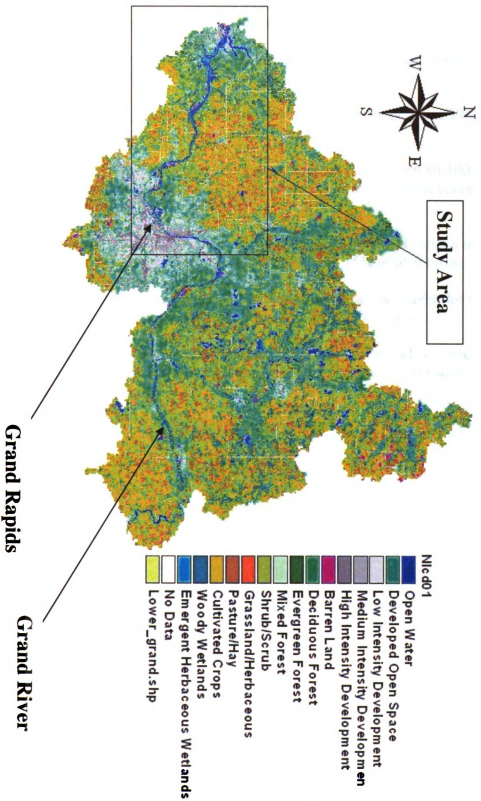 N
W
E
S
Study Area
Grand Rapids
Grand River
Nlcd01
Open Water
Developed Open Space
Low Intensity Development
Medium Intensity Developmen
High Intensity Development
Barren Land
Deciduous Forest
Evergreen Forest
Mixed Forest
Shrub/Scrub
Grassland/Herbaceous
Pasture/Hay
Cultivated Crops
Woody Wetlands
Emergent Herbaceous Wetlands
No Data
Lower_grand.shp